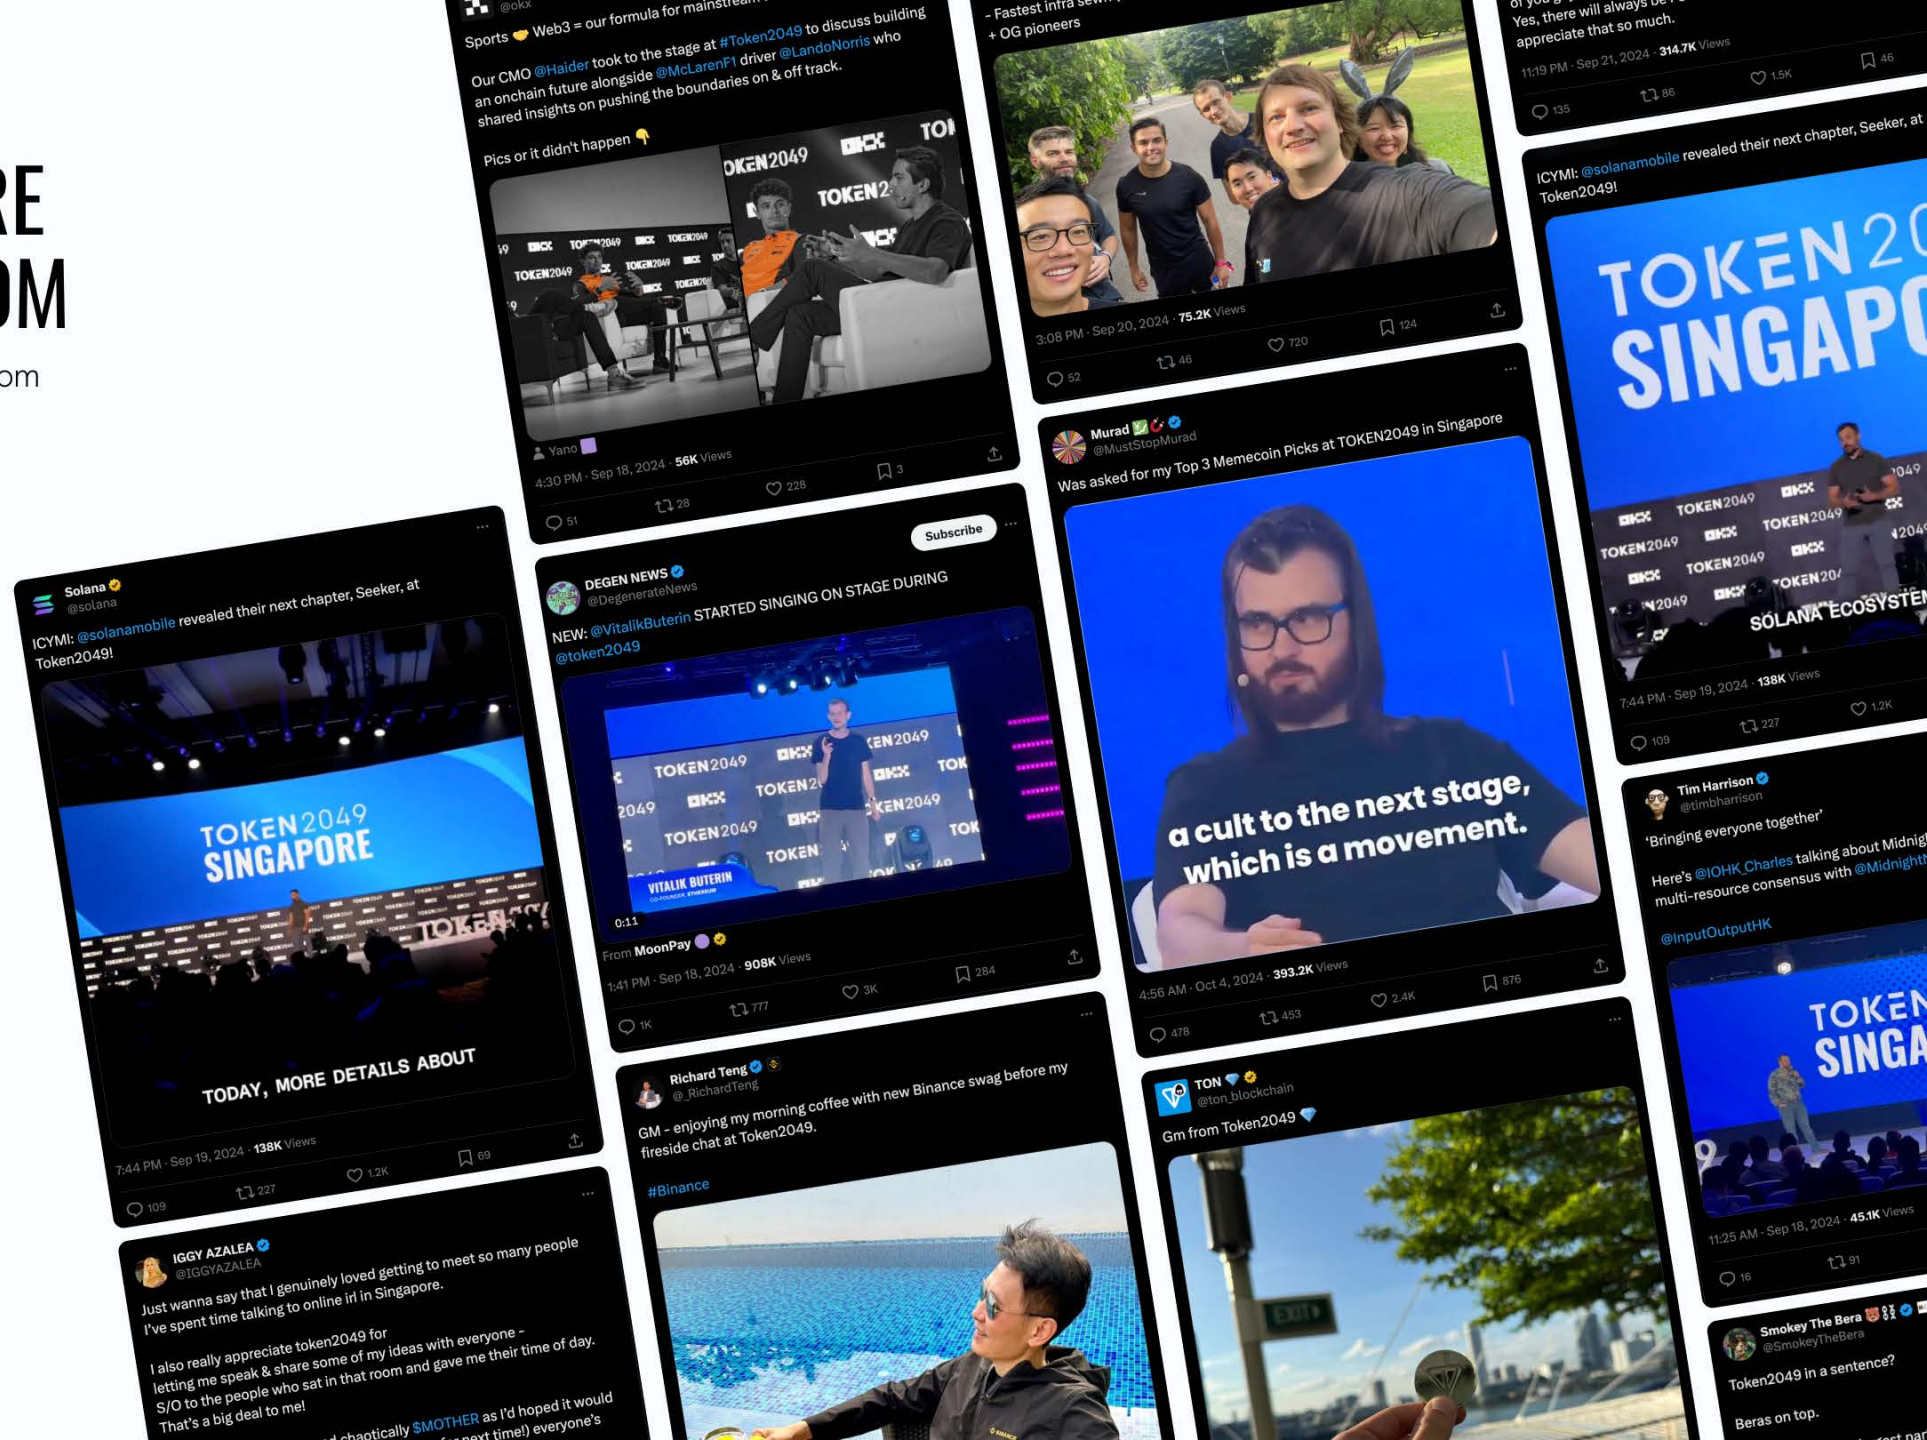 RE
OM
om
@okx
Sports 🤝 Web3 = our formula for mainstream
Our CMO @Haider took to the stage at #Token2049 to discuss building
an onchain future alongside @McLarenF1 driver @LandoNorris who
shared insights on pushing the boundaries on & off track.
Pics or it didn't happen 👇
TOKEN2049
OKX
Yano
4:30 PM · Sep 18, 2024 · 56K Views
51 28 228 3
Solana
@solana
ICYMI: @solanamobile revealed their next chapter, Seeker, at
Token2049!
TOKEN2049
SINGAPORE
TODAY, MORE DETAILS ABOUT
7:44 PM · Sep 19, 2024 · 138K Views
109 227 1.2K 69
IGGY AZALEA
@IGGYAZALEA
Just wanna say that I genuinely loved getting to meet so many people
I've spent time talking to online irl in Singapore.
I also really appreciate token2049 for
letting me speak & share some of my ideas with everyone -
S/O to the people who sat in that room and gave me their time of day.
That's a big deal to me!
chaotically $MOTHER as I'd hoped it would
next time!) everyone's
Subscribe
DEGEN NEWS
@DegenerateNews
NEW: @VitalikButerin STARTED SINGING ON STAGE DURING
@token2049
TOKEN2049
OKX
VITALIK BUTERIN
CO-FOUNDER, ETHEREUM
0:11
From MoonPay
1:41 PM · Sep 18, 2024 · 908K Views
1K 777 3K 284
Richard Teng
@_RichardTeng
GM - enjoying my morning coffee with new Binance swag before my
fireside chat at Token2049.
#Binance
BINANCE
- Fastest infra
+ OG pioneers
3:08 PM · Sep 20, 2024 · 75.2K Views
52 46 720 124
Murad
@MustStopMurad
Was asked for my Top 3 Memecoin Picks at TOKEN2049 in Singapore
a cult to the next stage,
which is a movement.
4:56 AM · Oct 4, 2024 · 393.2K Views
478 453 2.4K 876
TON 💎
@ton_blockchain
Gm from Token2049 💎
EXIT
Yes, there will always be
appreciate that so much.
11:19 PM · Sep 21, 2024 · 314.7K Views
135 86 1.5K 46
ICYMI: @solanamobile revealed their next chapter, Seeker, at
Token2049!
TOKEN20
SINGAPO
TOKEN2049
OKX
SOLANA ECOSYSTEM
7:44 PM · Sep 19, 2024 · 138K Views
109 227 1.2K
Tim Harrison
@timbharrison
'Bringing everyone together'
Here's @IOHK_Charles talking about Midnigh
multi-resource consensus with @MidnightN
@InputOutputHK
TOKEN
SINGA
11:25 AM · Sep 18, 2024 · 45.1K Views
16 91
Smokey The Bera
@SmokeyTheBera
Token2049 in a sentence?
Beras on top.